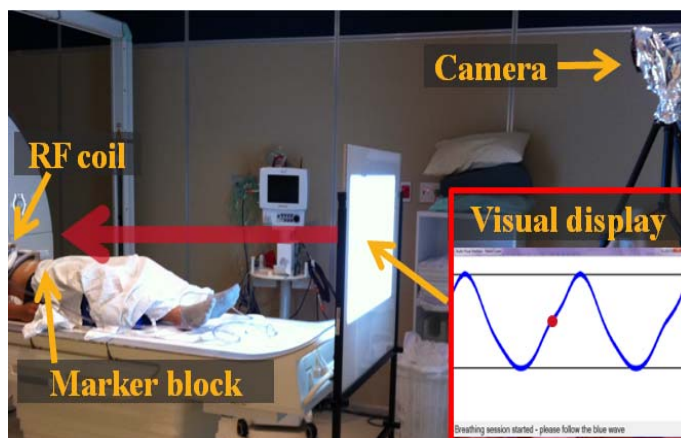 Camera
RF coil
Visual display
Marker block
Breathing session started - please follow the blue wave